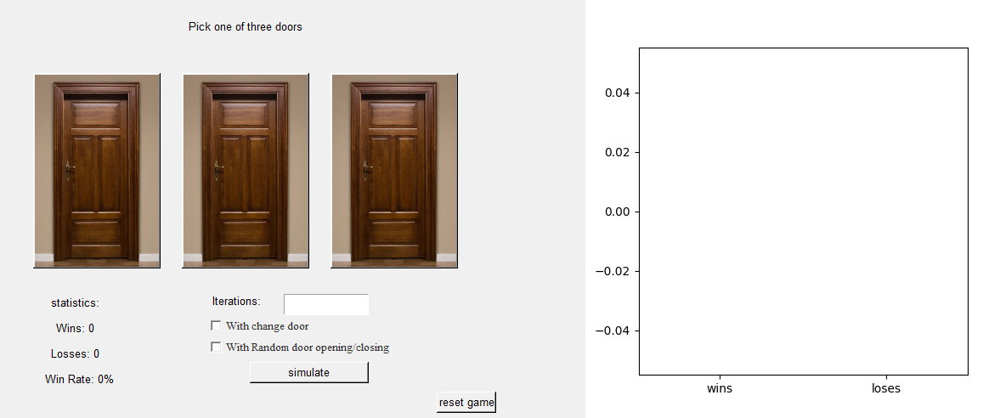 Pick one of three doors
statistics:
Wins: 0
Losses: 0
Win Rate: 0%
Iterations:
With change door
With Random door opening/closing
simulate
reset game
0.04
0.02
0.00
−0.02
−0.04
wins loses